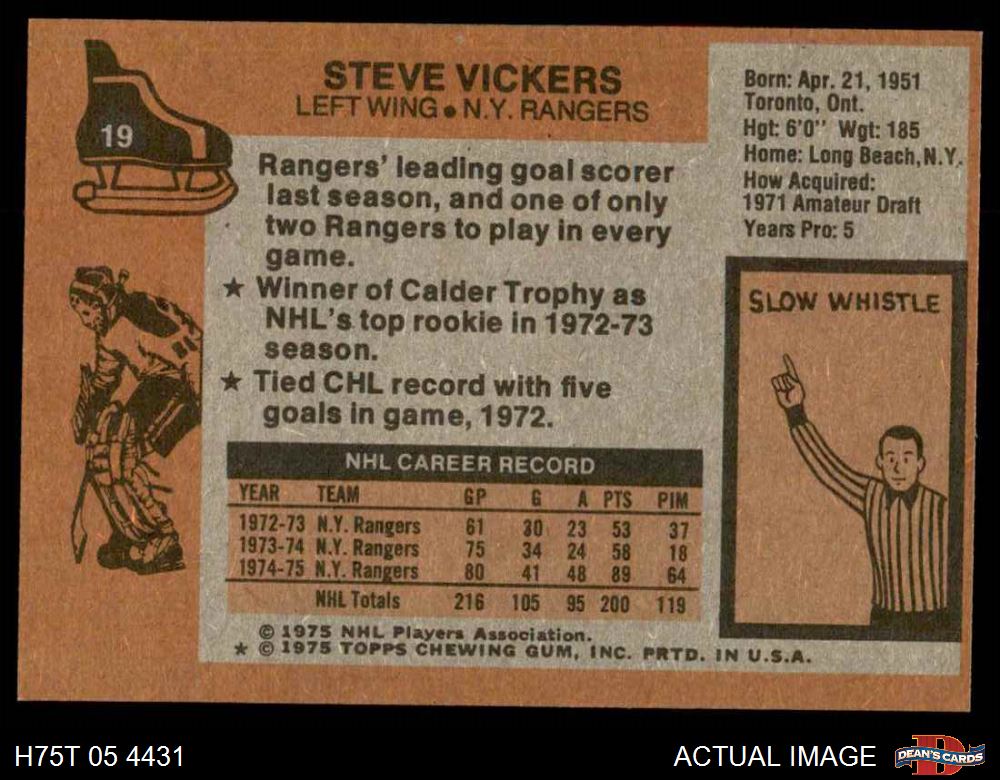 19
STEVE VICKERS
LEFT WING ● N.Y. RANGERS
Rangers' leading goal scorer
last season, and one of only
two Rangers to play in every
game.
★ Winner of Calder Trophy as
NHL's top rookie in 1972-73
season.
★ Tied CHL record with five
goals in game, 1972.
NHL CAREER RECORD
YEAR TEAM GP G A PTS PIM
1972-73 N.Y. Rangers 61 30 23 53 37
1973-74 N.Y. Rangers 75 34 24 58 18
1974-75 N.Y. Rangers 80 41 48 89 64
NHL Totals 216 105 95 200 119
© 1975 NHL Players Association.
★ © 1975 TOPPS CHEWING GUM, INC. PRTD. IN U.S.A.
Born: Apr. 21, 1951
Toronto, Ont.
Hgt: 6'0" Wgt: 185
Home: Long Beach, N.Y.
How Acquired:
1971 Amateur Draft
Years Pro: 5
SLOW WHISTLE
H75T 05 4431
ACTUAL IMAGE
D
DEAN'S CARDS